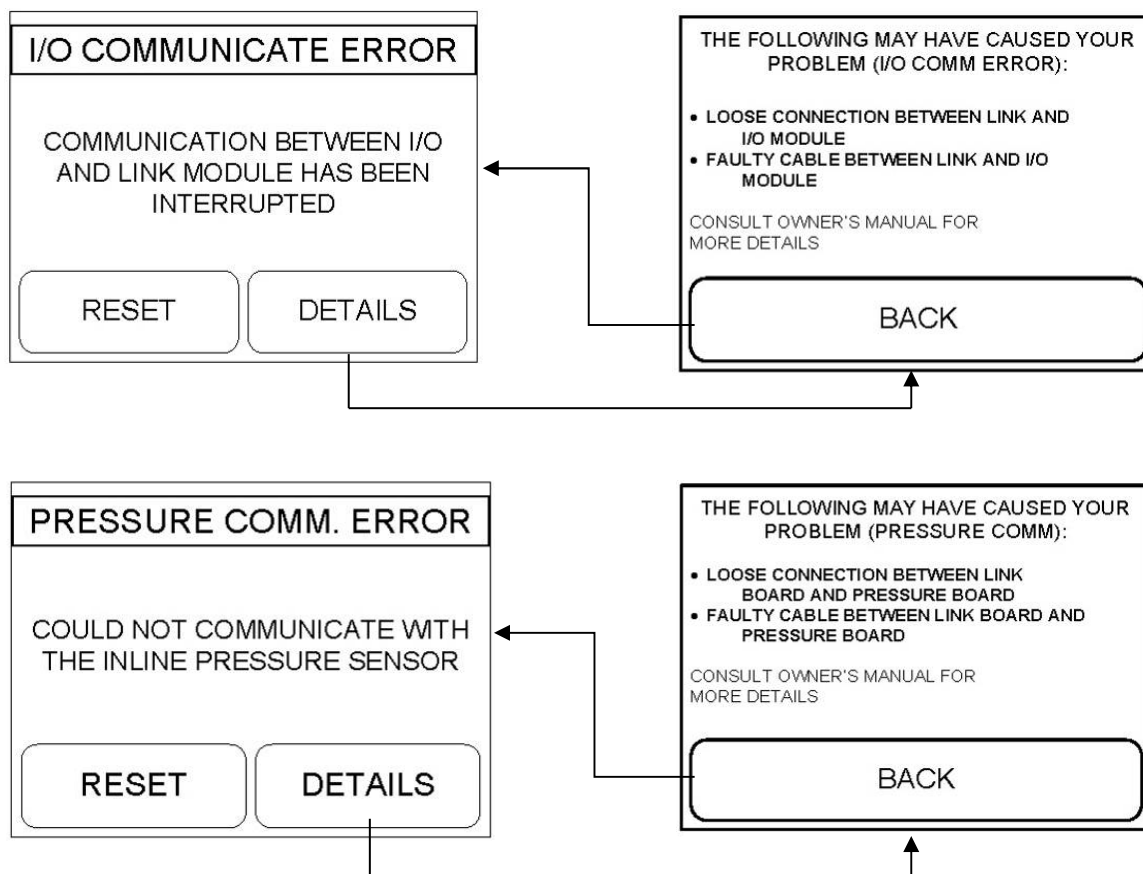 I/O COMMUNICATE ERROR
COMMUNICATION BETWEEN I/O
AND LINK MODULE HAS BEEN
INTERRUPTED
RESET
DETAILS
THE FOLLOWING MAY HAVE CAUSED YOUR
PROBLEM (I/O COMM ERROR):
• LOOSE CONNECTION BETWEEN LINK AND
I/O MODULE
• FAULTY CABLE BETWEEN LINK AND I/O
MODULE
CONSULT OWNER'S MANUAL FOR
MORE DETAILS
BACK
PRESSURE COMM. ERROR
COULD NOT COMMUNICATE WITH
THE INLINE PRESSURE SENSOR
RESET
DETAILS
THE FOLLOWING MAY HAVE CAUSED YOUR
PROBLEM (PRESSURE COMM):
• LOOSE CONNECTION BETWEEN LINK
BOARD AND PRESSURE BOARD
• FAULTY CABLE BETWEEN LINK BOARD AND
PRESSURE BOARD
CONSULT OWNER'S MANUAL FOR
MORE DETAILS
BACK